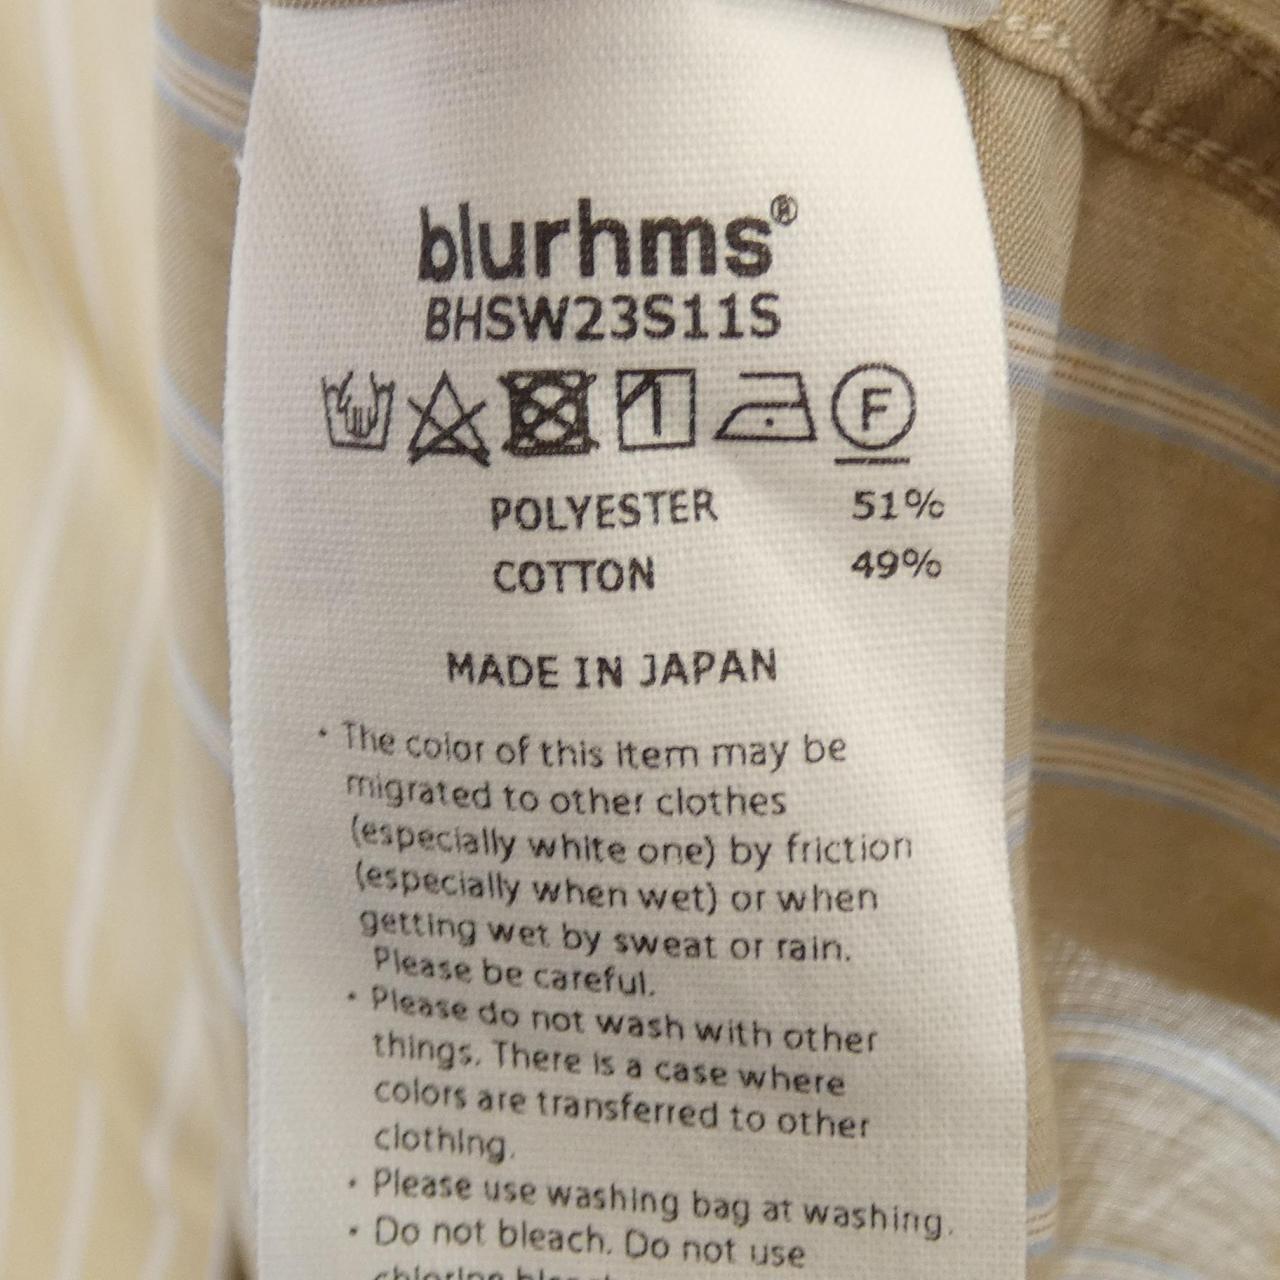 blurhms®
BHSW23S11S
F
POLYESTER 51%
COTTON 49%
MADE IN JAPAN
・The color of this item may be
migrated to other clothes
(especially white one) by friction
(especially when wet) or when
getting wet by sweat or rain.
Please be careful.
・Please do not wash with other
things. There is a case where
colors are transferred to other
clothing.
・Please use washing bag at washing.
・Do not bleach. Do not use